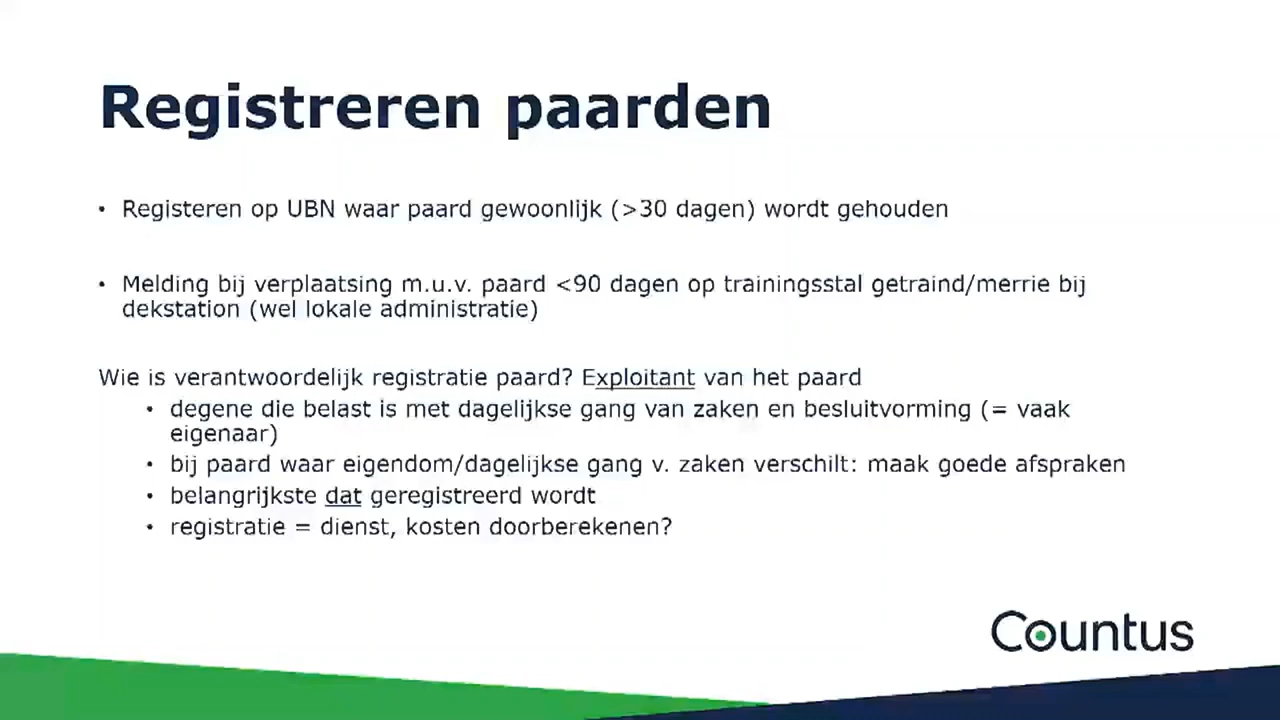 Registreren paarden
• Registeren op UBN waar paard gewoonlijk (>30 dagen) wordt gehouden
• Melding bij verplaatsing m.u.v. paard <90 dagen op trainingsstal getraind/merrie bij
dekstation (wel lokale administratie)
Wie is verantwoordelijk registratie paard? Exploitant van het paard
• degene die belast is met dagelijkse gang van zaken en besluitvorming (= vaak
eigenaar)
• bij paard waar eigendom/dagelijkse gang v. zaken verschilt: maak goede afspraken
• belangrijkste dat geregistreerd wordt
• registratie = dienst, kosten doorberekenen?
Countus